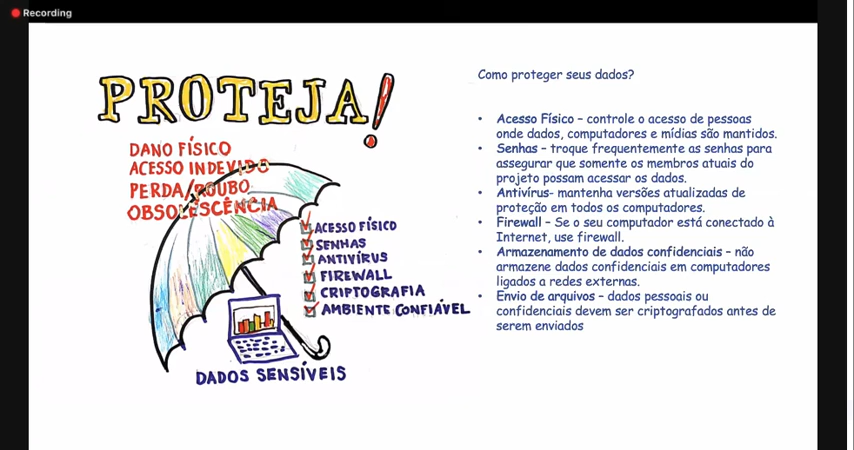 Recording
PROTEJA!
DANO FÍSICO
ACESSO INDEVIDO
PERDA/ROUBO
OBSOLESCÊNCIA
ACESSO FÍSICO
SENHAS
ANTIVÍRUS
FIREWALL
CRIPTOGRAFIA
AMBIENTE CONFIÁVEL
DADOS SENSÍVEIS
Como proteger seus dados?
• Acesso Físico – controle o acesso de pessoas
onde dados, computadores e mídias são mantidos.
• Senhas – troque frequentemente as senhas para
assegurar que somente os membros atuais do
projeto possam acessar os dados.
• Antivírus- mantenha versões atualizadas de
proteção em todos os computadores.
• Firewall – Se o seu computador está conectado à
Internet, use firewall.
• Armazenamento de dados confidenciais – não
armazene dados confidenciais em computadores
ligados a redes externas.
• Envio de arquivos – dados pessoais ou
confidenciais devem ser criptografados antes de
serem enviados